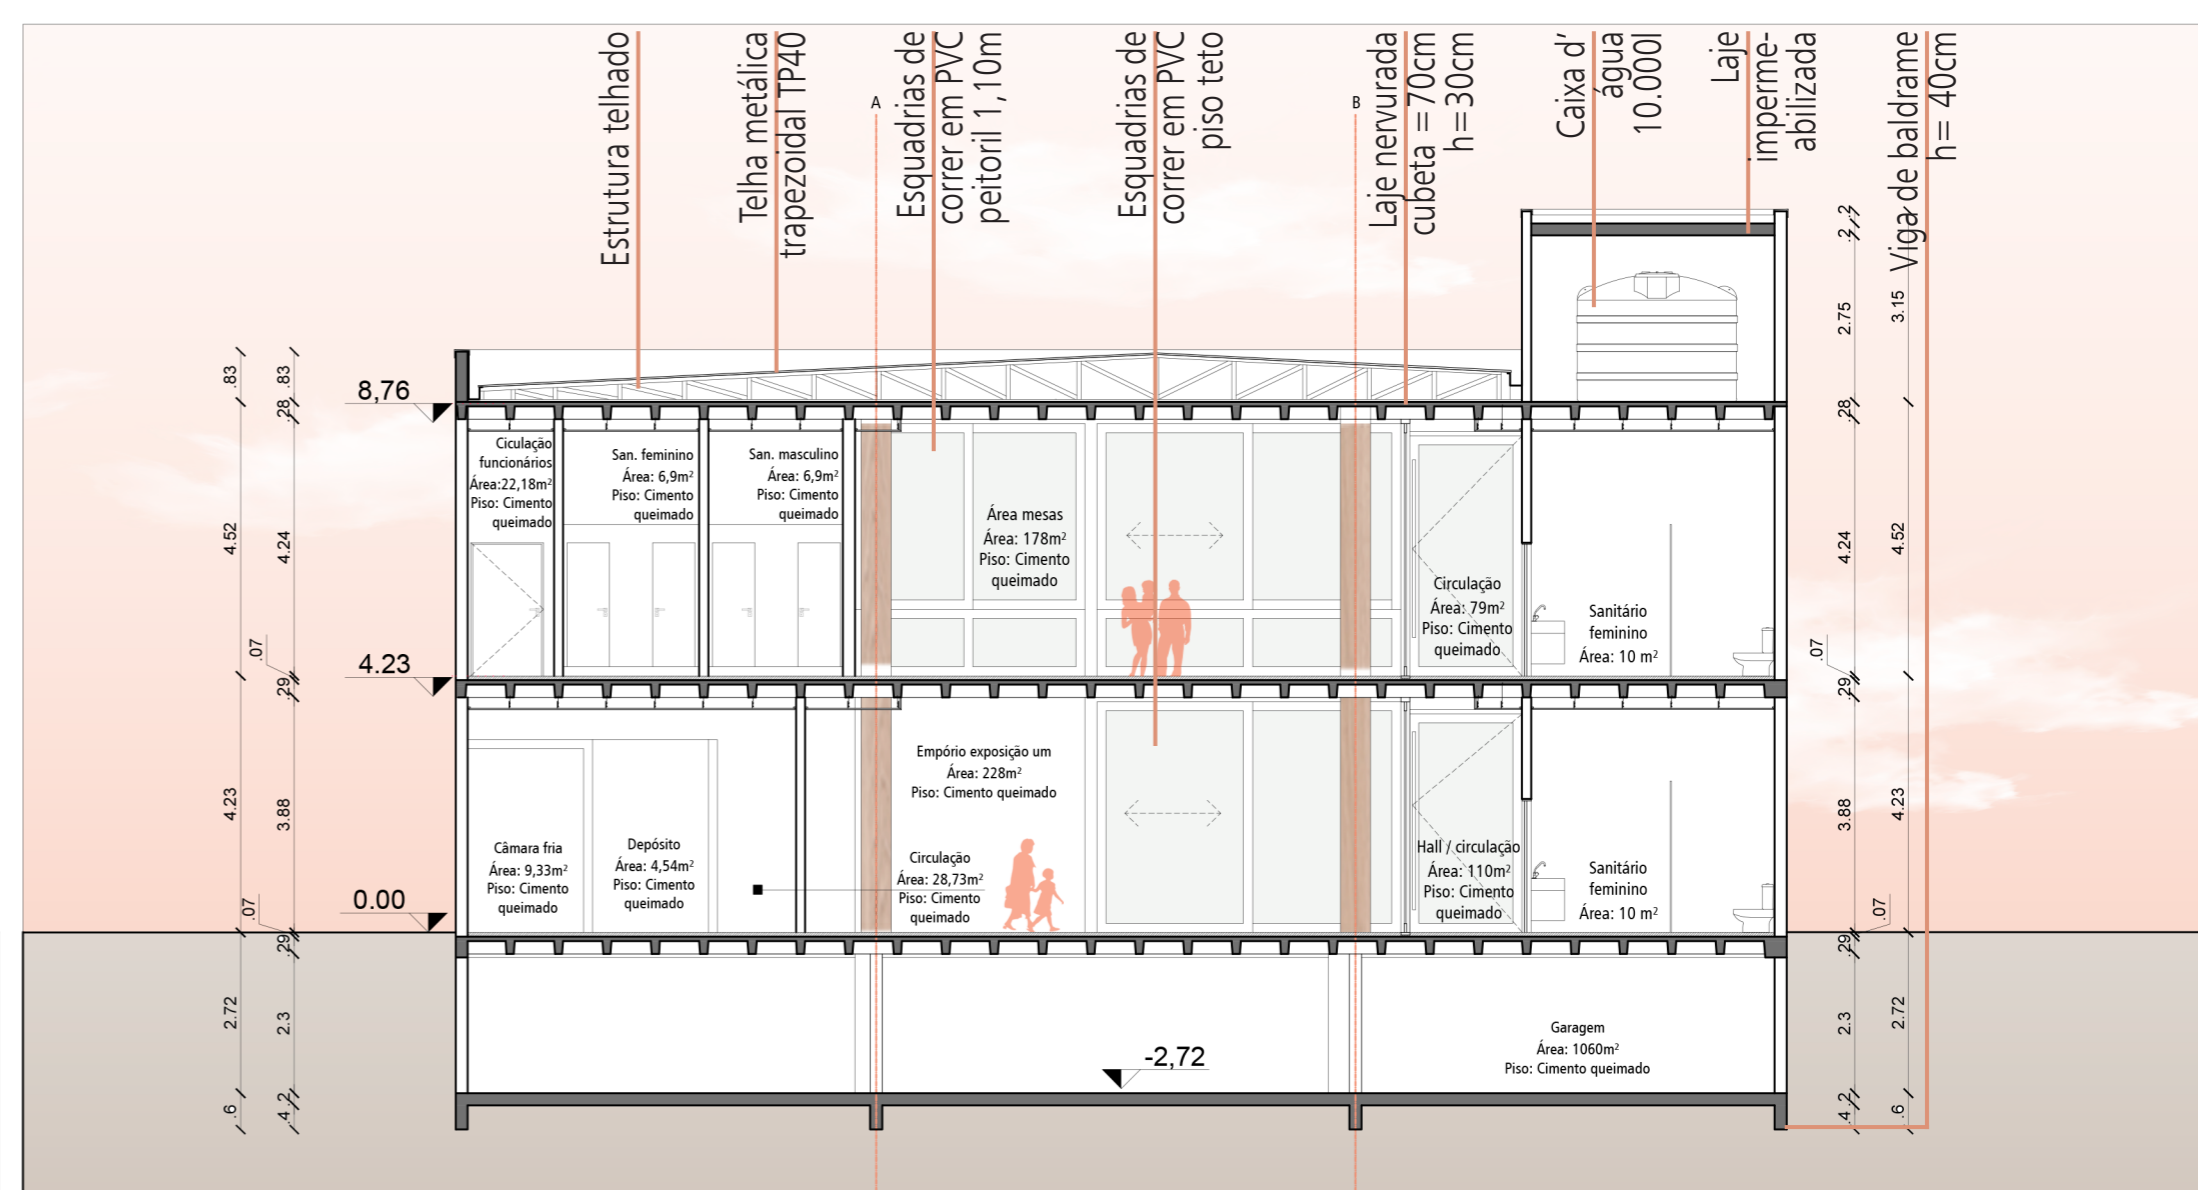 Estrutura telhado
Telha metálica
trapezoidal TP40
Esquadrias de
correr em PVC
peitoril 1,10m
Esquadrias de
correr em PVC
piso teto
Laje nervurada
cubeta = 70cm
h=30cm
Caixa d'
água
10.000l
Laje
imperme-
abilizada
Viga de baldrame
h= 40cm
A
B
.83
.83
.28
8,76
4.52
4.24
.07
4.23
.29
4.23
3.88
.07
0.00
.29
2.72
2.3
.6
.2
.4
Ciculação
funcionários
Área:22,18m²
Piso: Cimento
queimado
San. feminino
Área: 6,9m²
Piso: Cimento
queimado
San. masculino
Área: 6,9m²
Piso: Cimento
queimado
Área mesas
Área: 178m²
Piso: Cimento
queimado
Circulação
Área: 79m²
Piso: Cimento
queimado
Sanitário
feminino
Área: 10 m²
Câmara fria
Área: 9,33m²
Piso: Cimento
queimado
Depósito
Área: 4,54m²
Piso: Cimento
queimado
Empório exposição um
Área: 228m²
Piso: Cimento queimado
Circulação
Área: 28,73m²
Piso: Cimento
queimado
Hall / circulação
Área: 110m²
Piso: Cimento
queimado
Sanitário
feminino
Área: 10 m²
-2,72
Garagem
Área: 1060m²
Piso: Cimento queimado
.2
.2
2.75
3.15
.28
4.24
4.52
.07
.29
3.88
4.23
.07
.29
2.3
2.72
.2
.4
.6